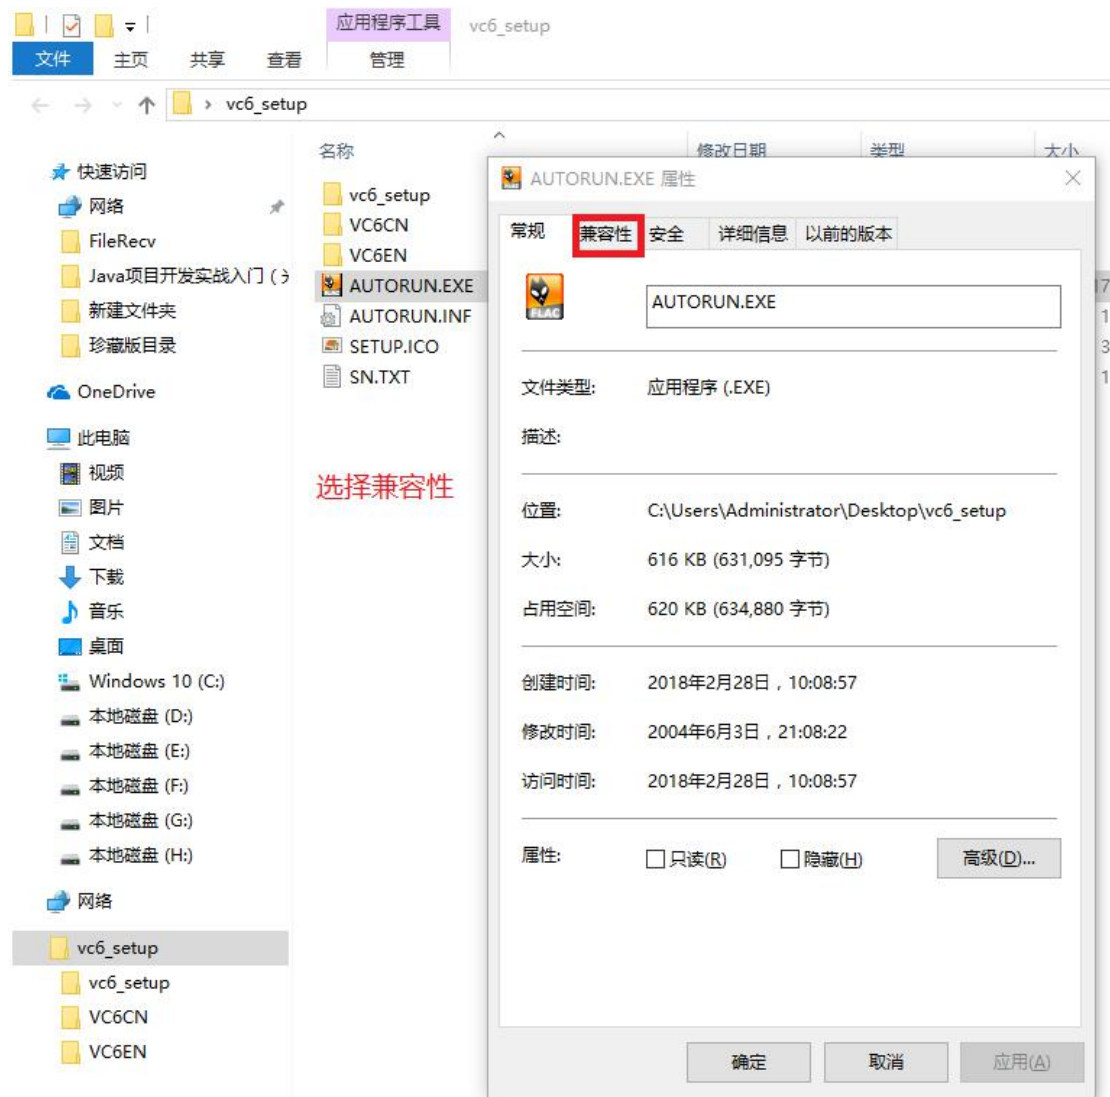 应用程序工具 vc6_setup
文件 主页 共享 查看 管理
vc6_setup
名称 修改日期 类型 大小
快速访问
网络
FileRecv
Java项目开发实战入门 (
新建文件夹
珍藏版目录
OneDrive
此电脑
视频
图片
文档
下载
音乐
桌面
Windows 10 (C:)
本地磁盘 (D:)
本地磁盘 (E:)
本地磁盘 (F:)
本地磁盘 (G:)
本地磁盘 (H:)
网络
vc6_setup
vc6_setup
VC6CN
VC6EN
vc6_setup
VC6CN
VC6EN
AUTORUN.EXE
AUTORUN.INF
SETUP.ICO
SN.TXT
选择兼容性
AUTORUN.EXE 属性
常规 兼容性 安全 详细信息 以前的版本
FLAC
AUTORUN.EXE
文件类型: 应用程序 (.EXE)
描述:
位置: C:\Users\Administrator\Desktop\vc6_setup
大小: 616 KB (631,095 字节)
占用空间: 620 KB (634,880 字节)
创建时间: 2018年2月28日，10:08:57
修改时间: 2004年6月3日，21:08:22
访问时间: 2018年2月28日，10:08:57
属性: 只读(R) 隐藏(H) 高级(D)...
确定 取消 应用(A)
17
1
3
1